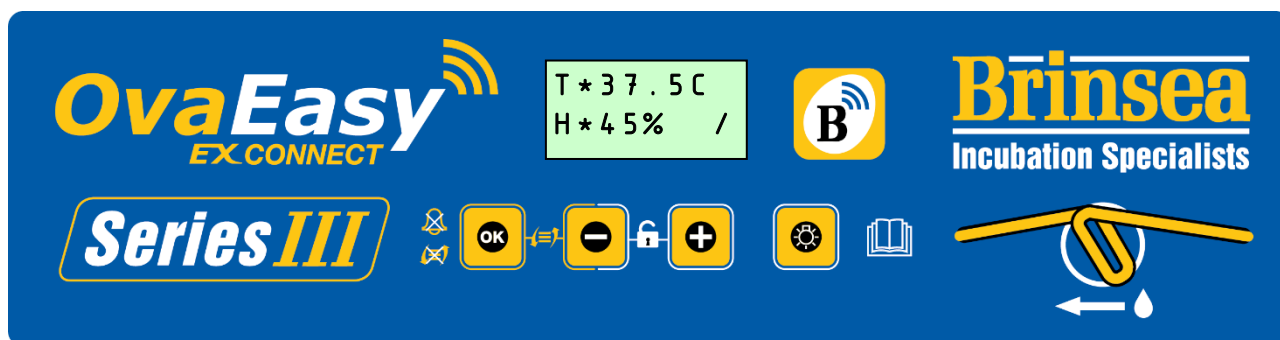 OvaEasy
EX CONNECT
T*37.5C
H*45% /
B
Brinsea
Incubation Specialists
Series III
OK